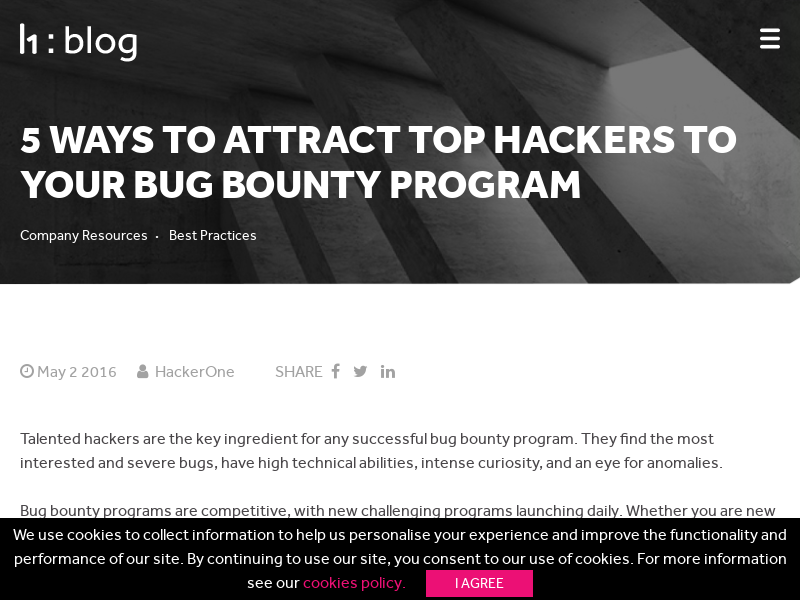 h1 : blog
5 WAYS TO ATTRACT TOP HACKERS TO
YOUR BUG BOUNTY PROGRAM
Company Resources · Best Practices
May 2 2016 HackerOne SHARE
Talented hackers are the key ingredient for any successful bug bounty program. They find the most
interested and severe bugs, have high technical abilities, intense curiosity, and an eye for anomalies.
Bug bounty programs are competitive, with new challenging programs launching daily. Whether you are new
We use cookies to collect information to help us personalise your experience and improve the functionality and
performance of our site. By continuing to use our site, you consent to our use of cookies. For more information
see our cookies policy. I AGREE